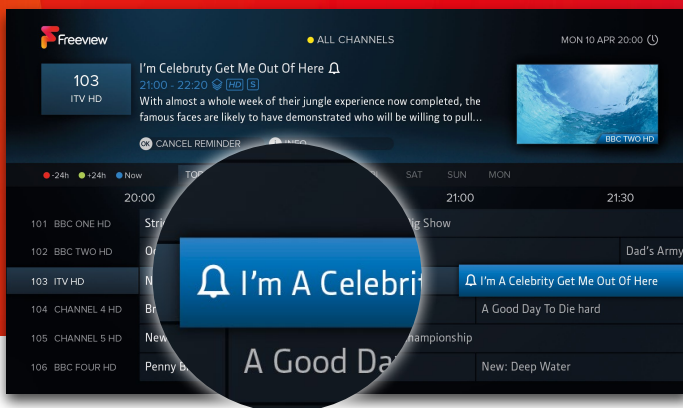 Freeview
ALL CHANNELS
MON 10 APR 20:00
103
ITV HD
I'm Celebruty Get Me Out Of Here
21:00 - 22:20 HD S
With almost a whole week of their jungle experience now completed, the
famous faces are likely to have demonstrated who will be willing to pull...
OK CANCEL REMINDER
BBC TWO HD
-24h +24h Now SAT SUN MON
20:00 21:00 21:30
101 BBC ONE HD Show
102 BBC TWO HD Dad's Army
103 ITV HD I'm A Celebrity Get Me Out Of Here
I'm A Celebri
104 CHANNEL 4 HD A Good Day To Die hard
105 CHANNEL 5 HD New
A Good Da
106 BBC FOUR HD Penny New: Deep Water